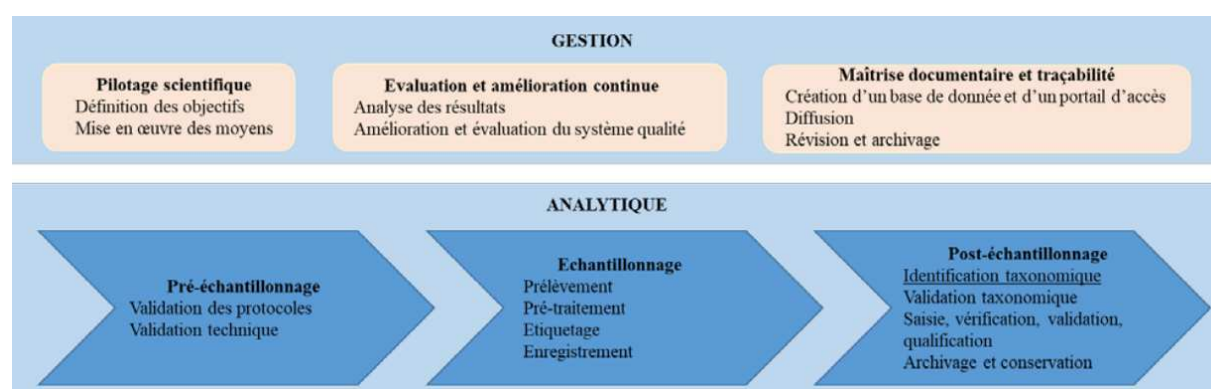 GESTION
Pilotage scientifique
Définition des objectifs
Mise en œuvre des moyens
Evaluation et amélioration continue
Analyse des résultats
Amélioration et évaluation du système qualité
Maîtrise documentaire et traçabilité
Création d'un base de donnée et d'un portail d'accès
Diffusion
Révision et archivage
ANALYTIQUE
Pré-échantillonnage
Validation des protocoles
Validation technique
Echantillonnage
Prélèvement
Pré-traitement
Etiquetage
Enregistrement
Post-échantillonnage
Identification taxonomique
Validation taxonomique
Saisie, vérification, validation,
qualification
Archivage et conservation